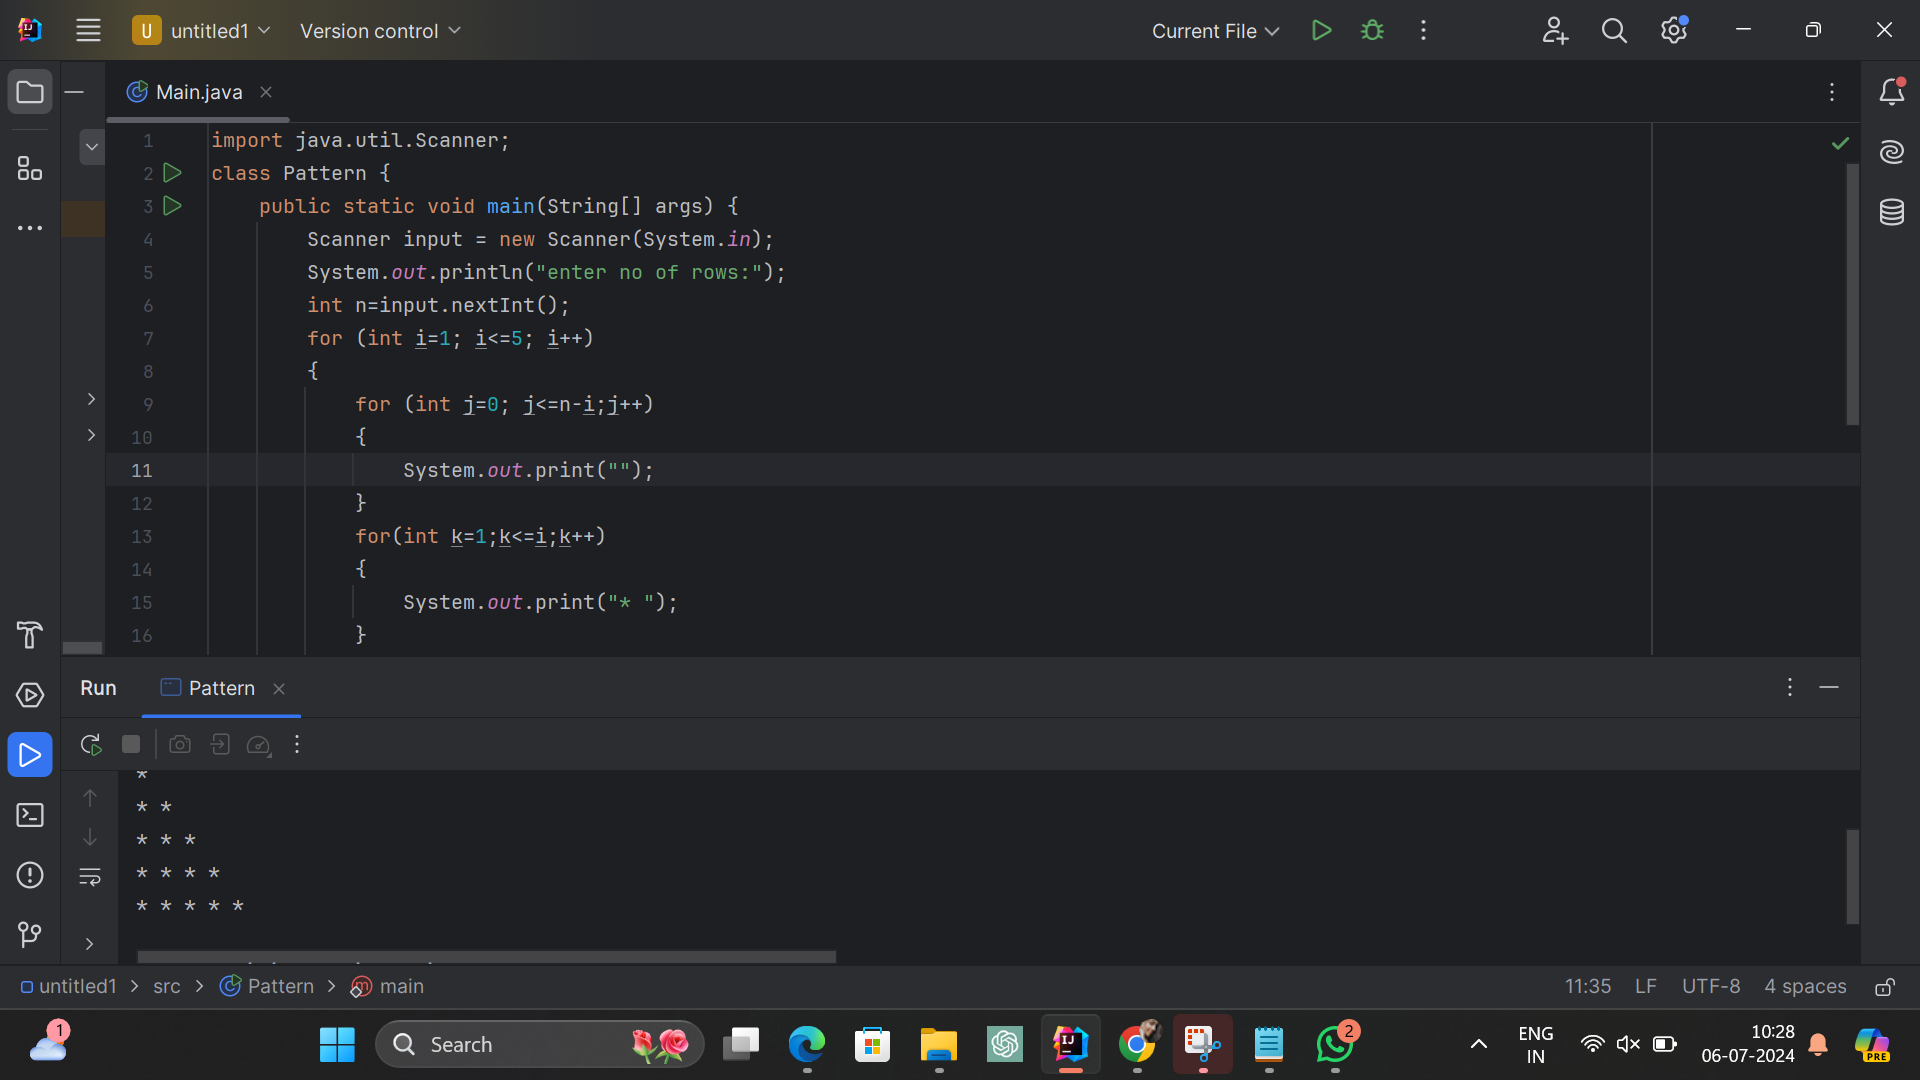 U untitled1 Version control Current File
Main.java
1 import java.util.Scanner;
2 class Pattern {
3 public static void main(String[] args) {
4 Scanner input = new Scanner(System.in);
5 System.out.println("enter no of rows:");
6 int n=input.nextInt();
7 for (int i=1; i<=5; i++)
8 {
9 for (int j=0; j<=n-i;j++)
10 {
11 System.out.print("");
12 }
13 for(int k=1;k<=i;k++)
14 {
15 System.out.print("* ");
16 }
Run Pattern
*
* *
* * *
* * * *
* * * * *
untitled1 > src > Pattern > main 11:35 LF UTF-8 4 spaces
1 Search IJ 2 ENG IN 10:28 06-07-2024 PRE